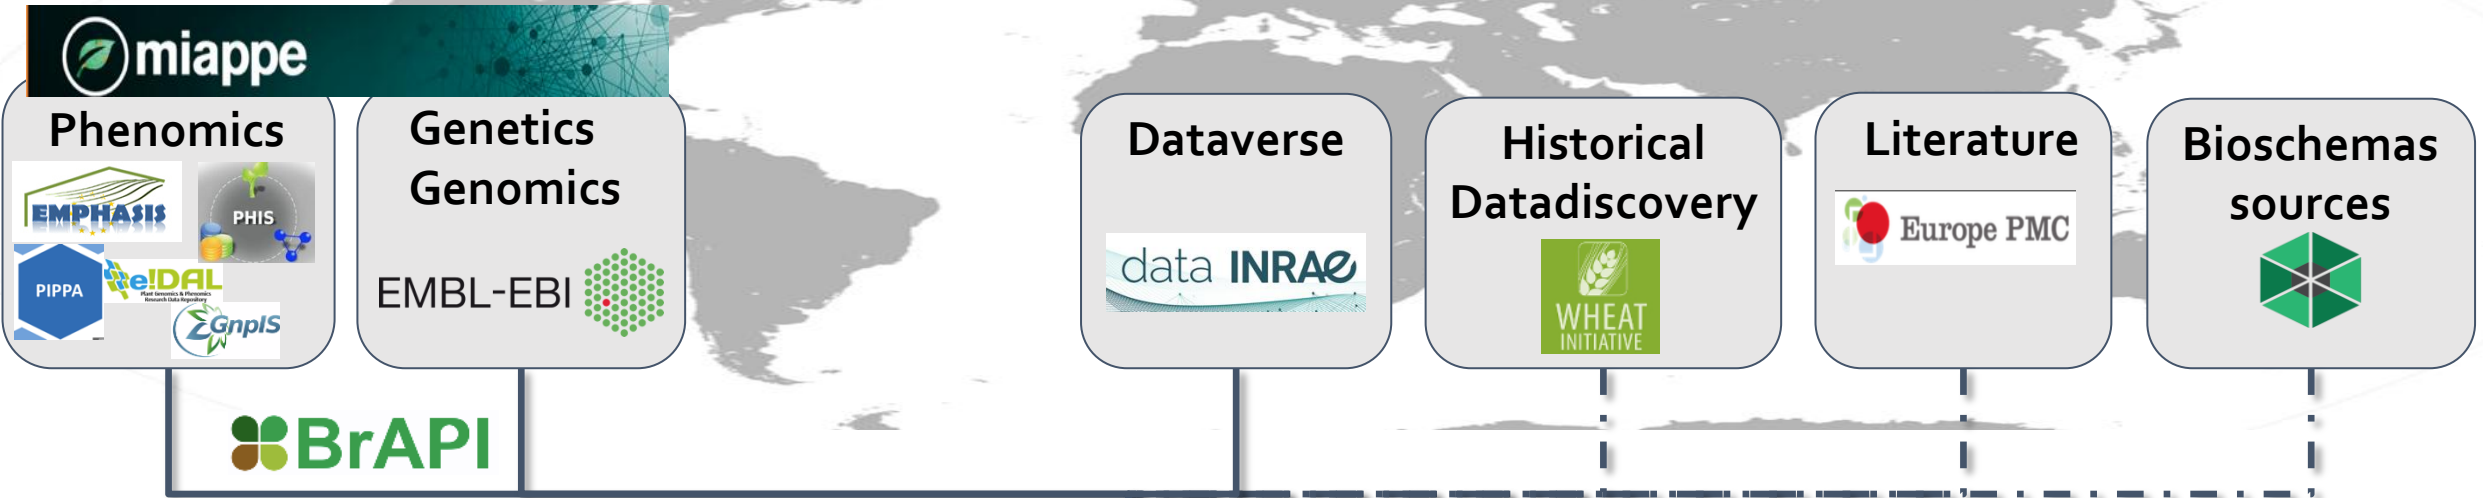 miappe
Phenomics
EMPHASIS
PHIS
PIPPA
e!DAL
Plant Genomics & Phenomics
Research Data Repository
GnpIS
Genetics
Genomics
EMBL-EBI
BrAPI
Dataverse
data INRAE
Historical
Datadiscovery
WHEAT
INITIATIVE
Literature
Europe PMC
Bioschemas
sources